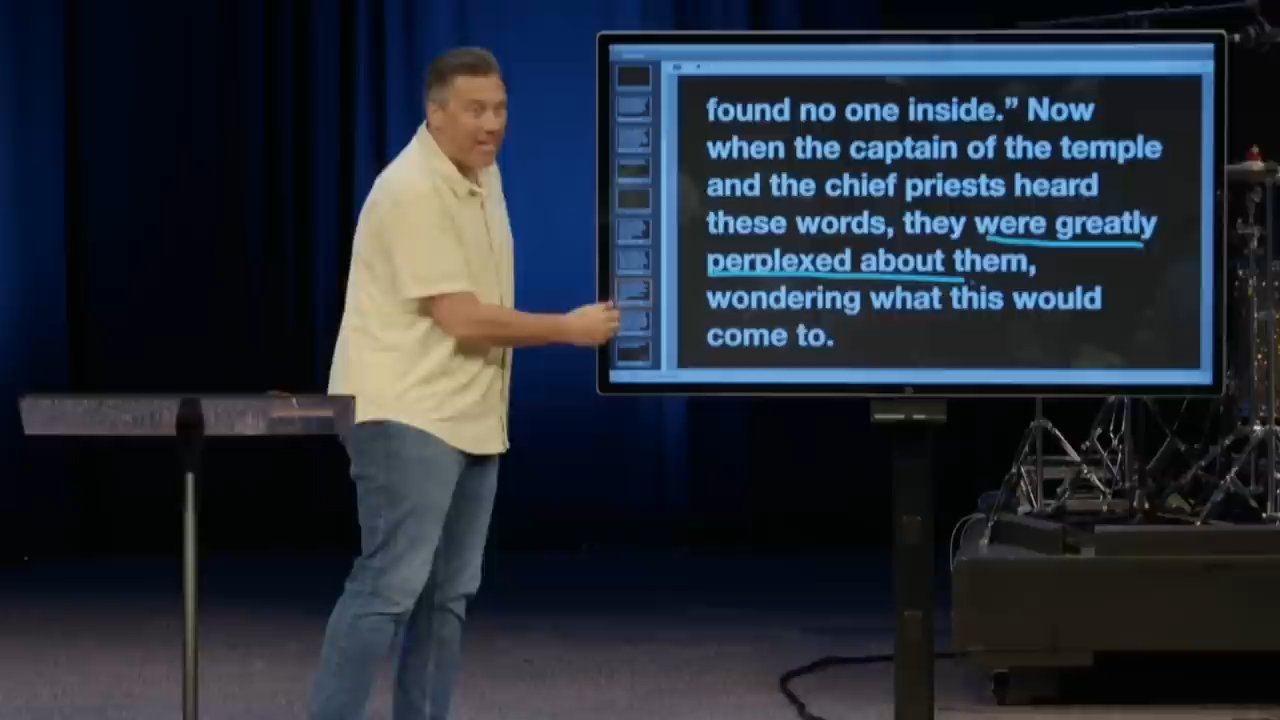 found no one inside.” Now
when the captain of the temple
and the chief priests heard
these words, they were greatly
perplexed about them,
wondering what this would
come to.